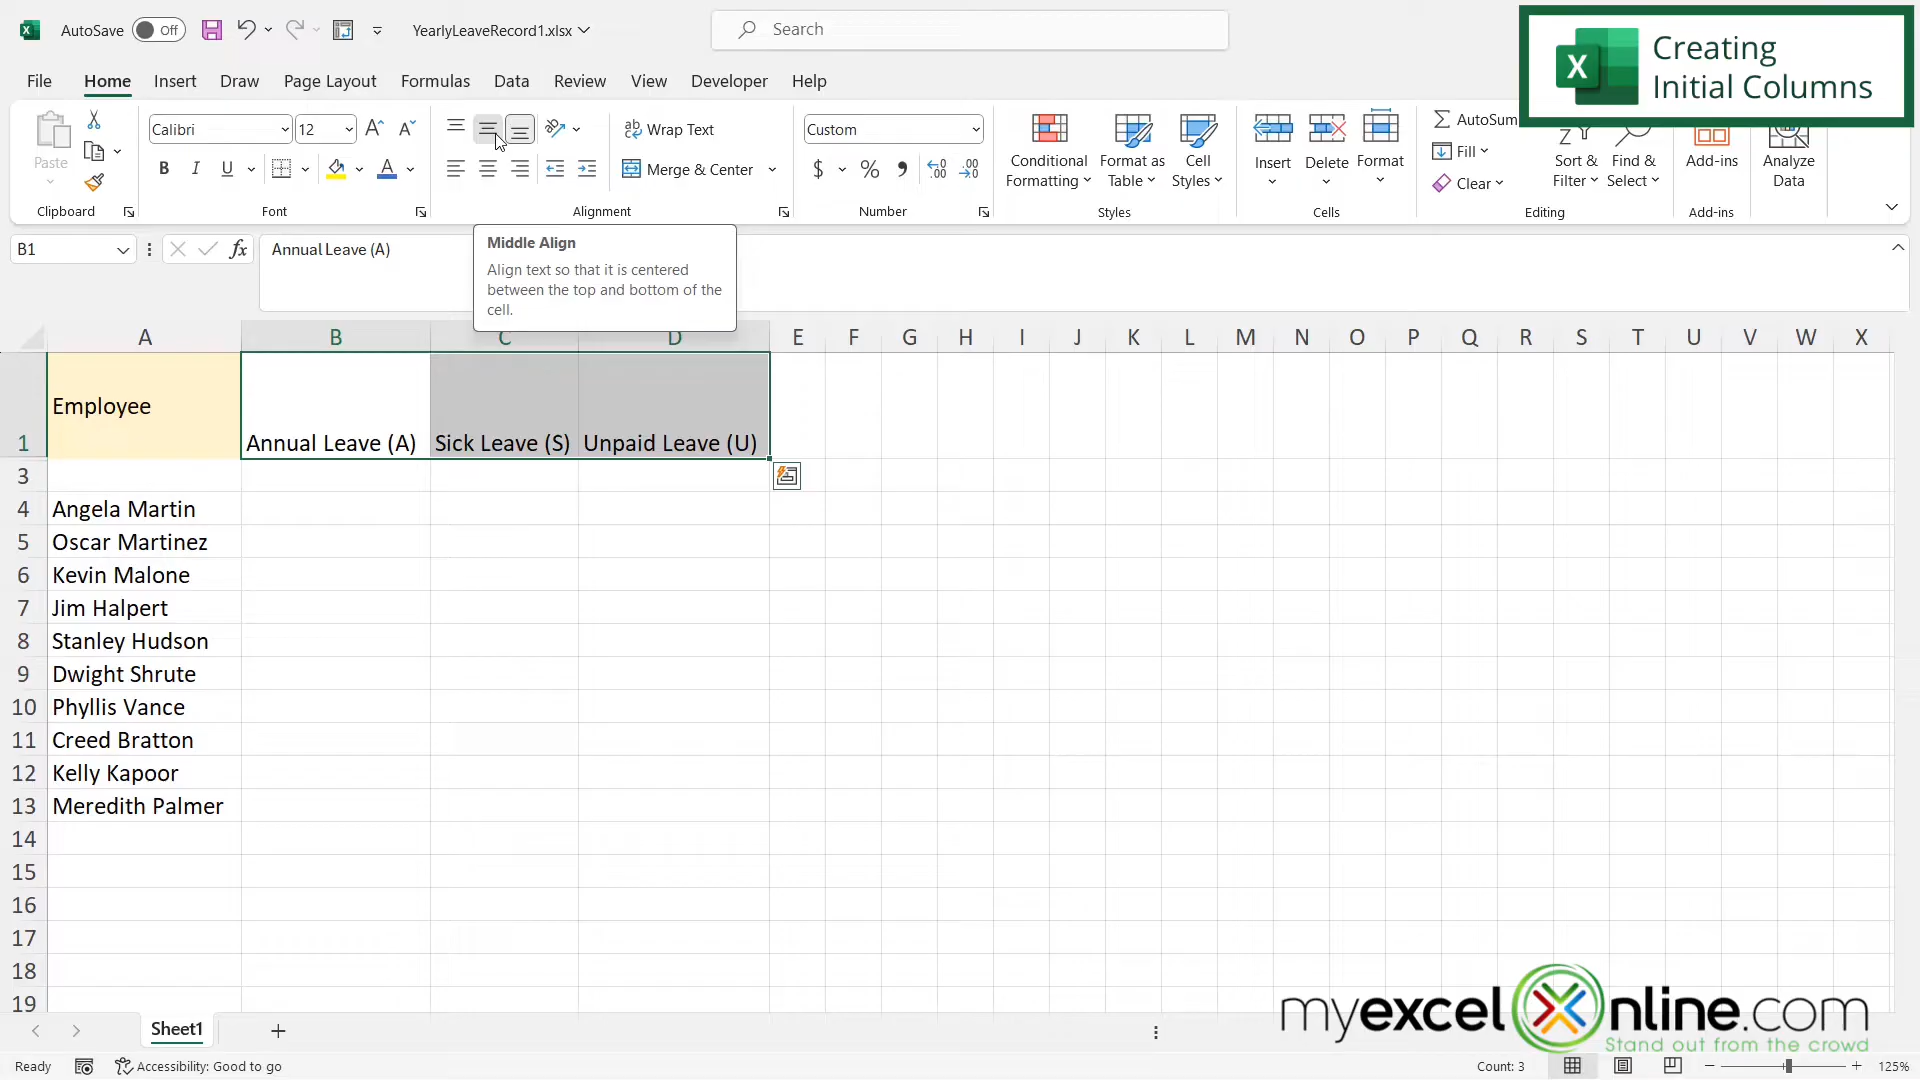 AutoSave Off YearlyLeaveRecord1.xlsx Search
Creating
Initial Columns
File Home Insert Draw Page Layout Formulas Data Review View Developer Help
Paste
Clipboard
Calibri 12
B I U A
Font
ab Wrap Text
Merge & Center
Alignment
Custom
$ % 9 .00 .00
Number
Conditional
Formatting
Format as
Table
Cell
Styles
Styles
Insert
Delete
Format
Cells
AutoSum
Fill
Clear
Sort &
Filter
Find &
Select
Editing
Add-ins
Add-ins
Analyze
Data
B1 fx Annual Leave (A)
Middle Align
Align text so that it is centered
between the top and bottom of the
cell.
A B C D E F G H I J K L M N O P Q R S T U V W X
1 Employee Annual Leave (A) Sick Leave (S) Unpaid Leave (U)
3
4 Angela Martin
5 Oscar Martinez
6 Kevin Malone
7 Jim Halpert
8 Stanley Hudson
9 Dwight Shrute
10 Phyllis Vance
11 Creed Bratton
12 Kelly Kapoor
13 Meredith Palmer
14
15
16
17
18
19
myexcelonline.com
Stand out from the crowd
Sheet1
Ready Accessibility: Good to go Count: 3 125%